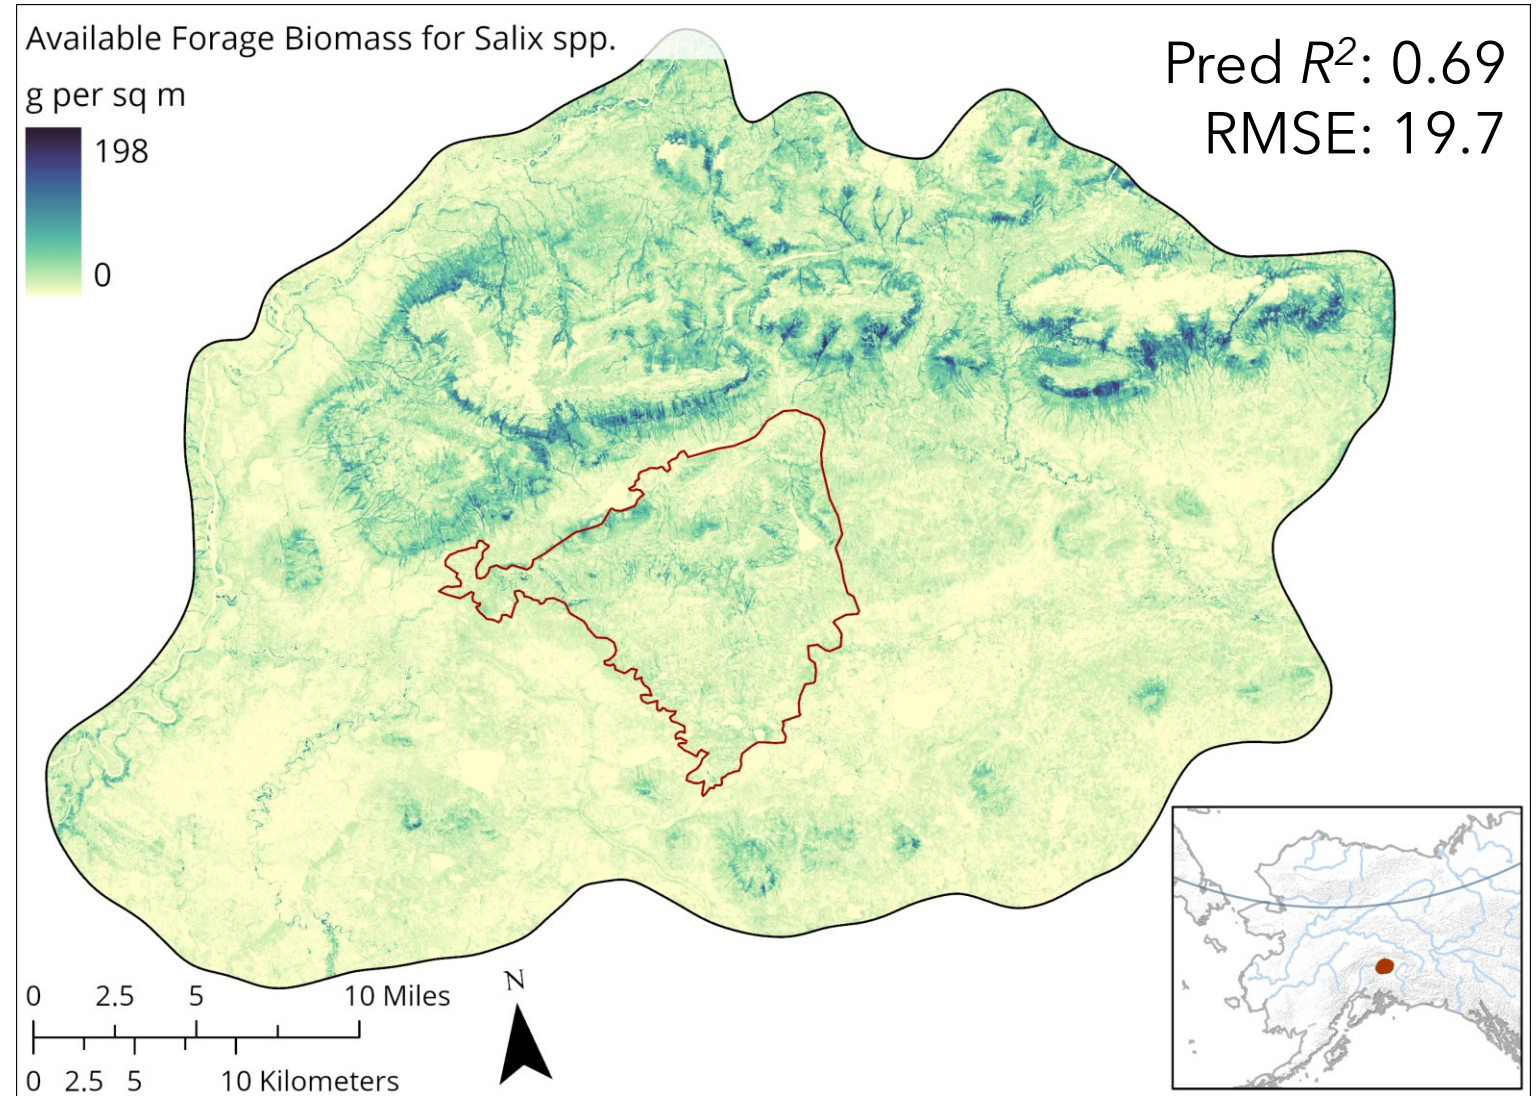 Available Forage Biomass for Salix spp.
g per sq m
198
0
Pred R²: 0.69
RMSE: 19.7
N
0 2.5 5 10 Miles
0 2.5 5 10 Kilometers